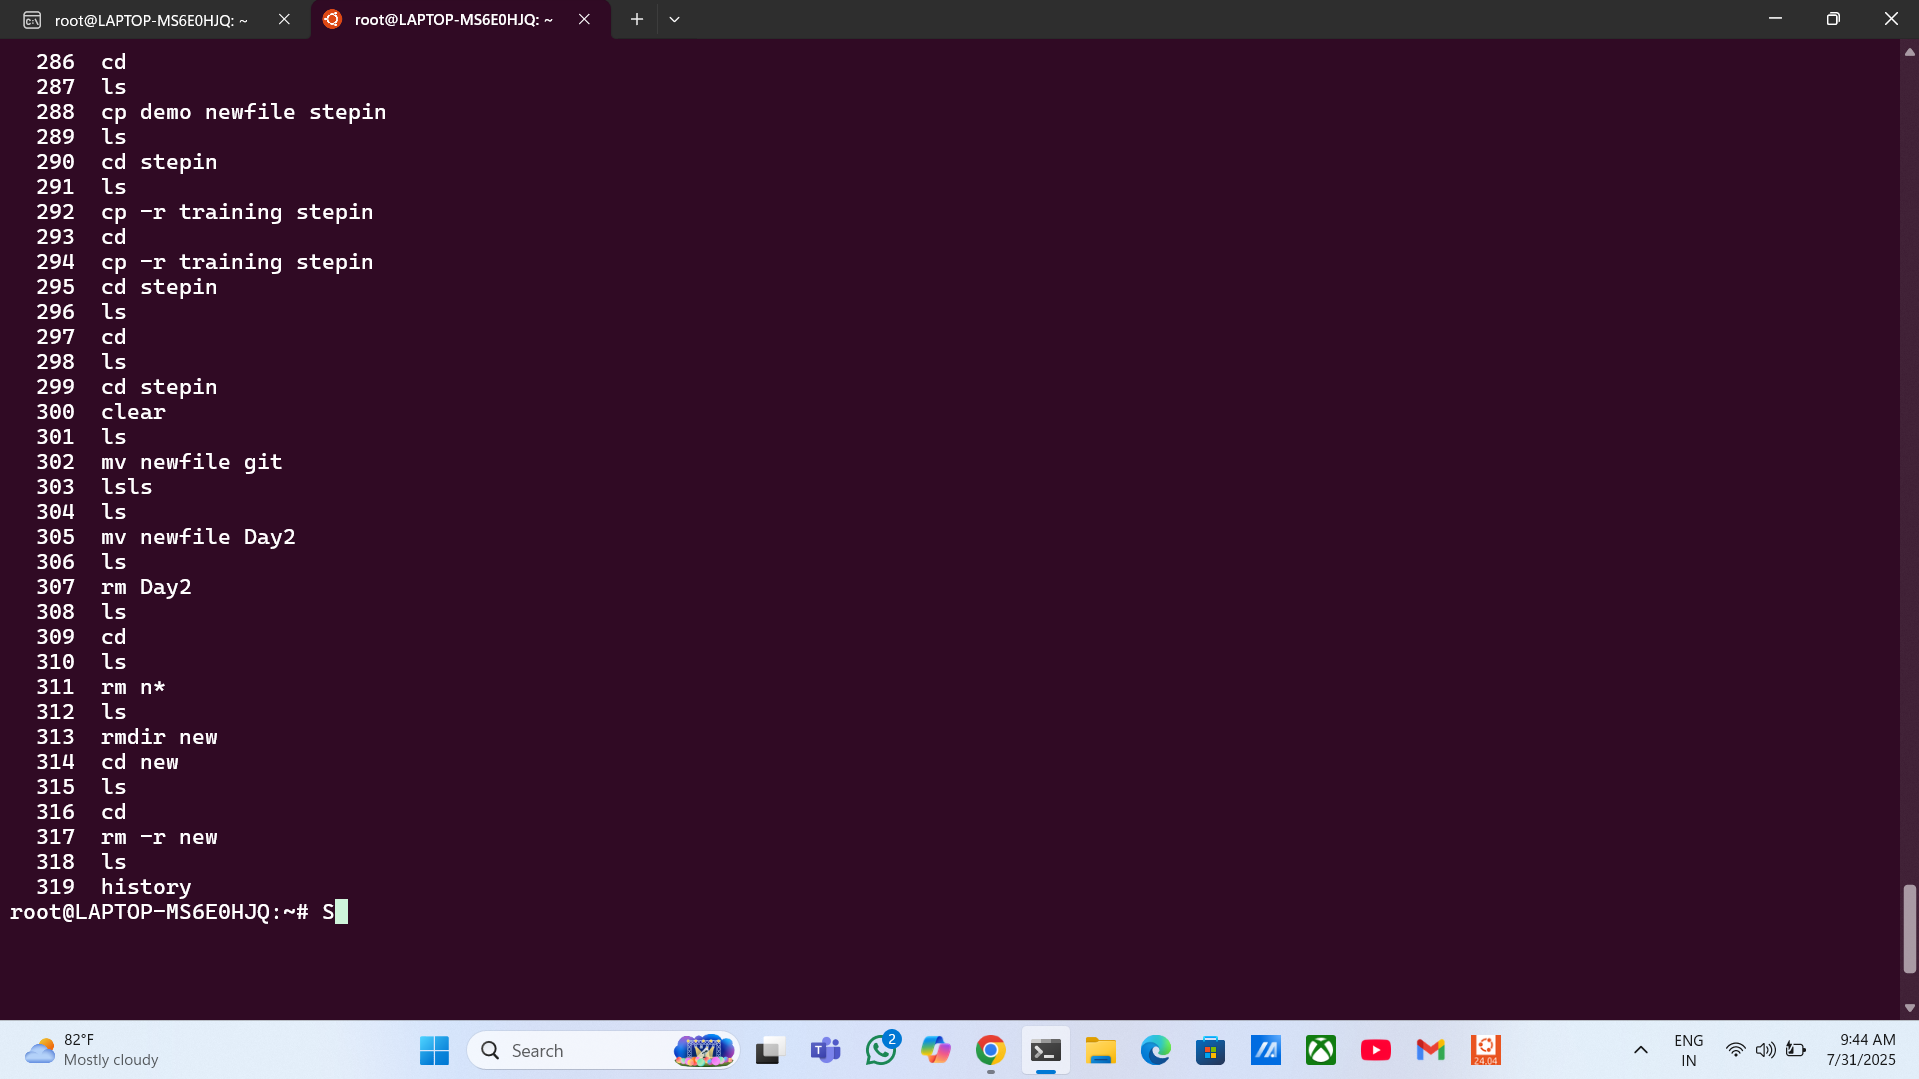 root@LAPTOP-MS6E0HJQ: ~
root@LAPTOP-MS6E0HJQ: ~
286 cd
287 ls
288 cp demo newfile stepin
289 ls
290 cd stepin
291 ls
292 cp -r training stepin
293 cd
294 cp -r training stepin
295 cd stepin
296 ls
297 cd
298 ls
299 cd stepin
300 clear
301 ls
302 mv newfile git
303 lsls
304 ls
305 mv newfile Day2
306 ls
307 rm Day2
308 ls
309 cd
310 ls
311 rm n*
312 ls
313 rmdir new
314 cd new
315 ls
316 cd
317 rm -r new
318 ls
319 history
root@LAPTOP-MS6E0HJQ:~# S
82°F
Mostly cloudy
Search
2
24.04
ENG
IN
9:44 AM
7/31/2025